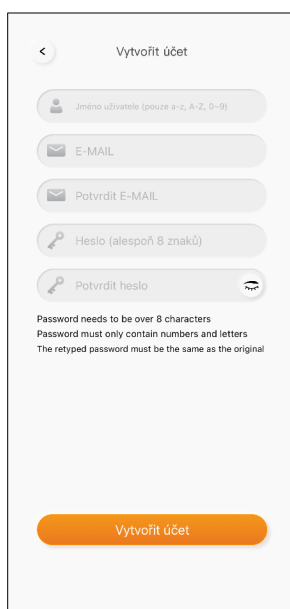 Vytvořit účet
Jméno uživatele (pouze a-z, A-Z, 0~9)
E-MAIL
Potvrdit E-MAIL
Heslo (alespoň 8 znaků)
Potvrdit heslo
Password needs to be over 8 characters
Password must only contain numbers and letters
The retyped password must be the same as the original
Vytvořit účet